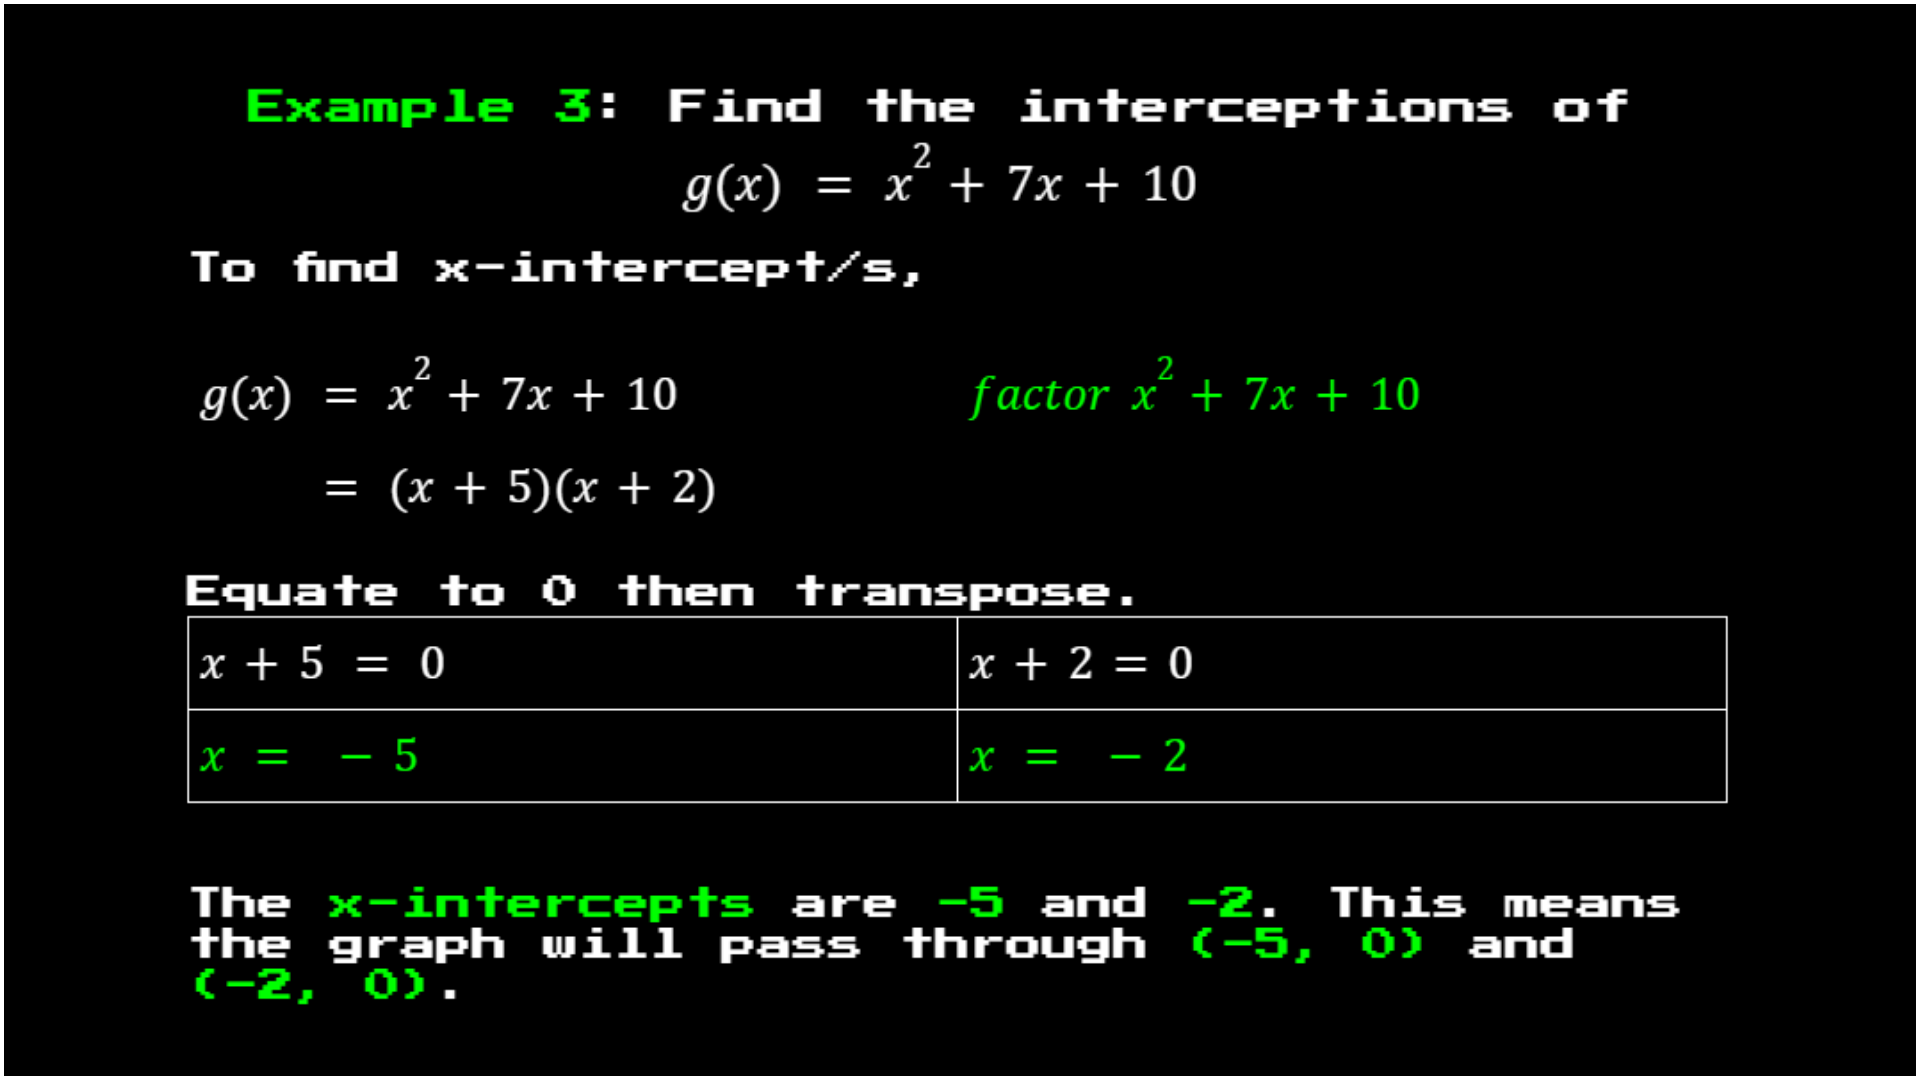 Example 3: Find the interceptions of
g(x) = x² + 7x + 10
To find x-intercept/s,
g(x) = x² + 7x + 10 factor x² + 7x + 10
= (x + 5)(x + 2)
Equate to 0 then transpose.
x + 5 = 0 x + 2 = 0
x = − 5 x = − 2
The x-intercepts are -5 and -2. This means
the graph will pass through (-5, 0) and
(-2, 0).